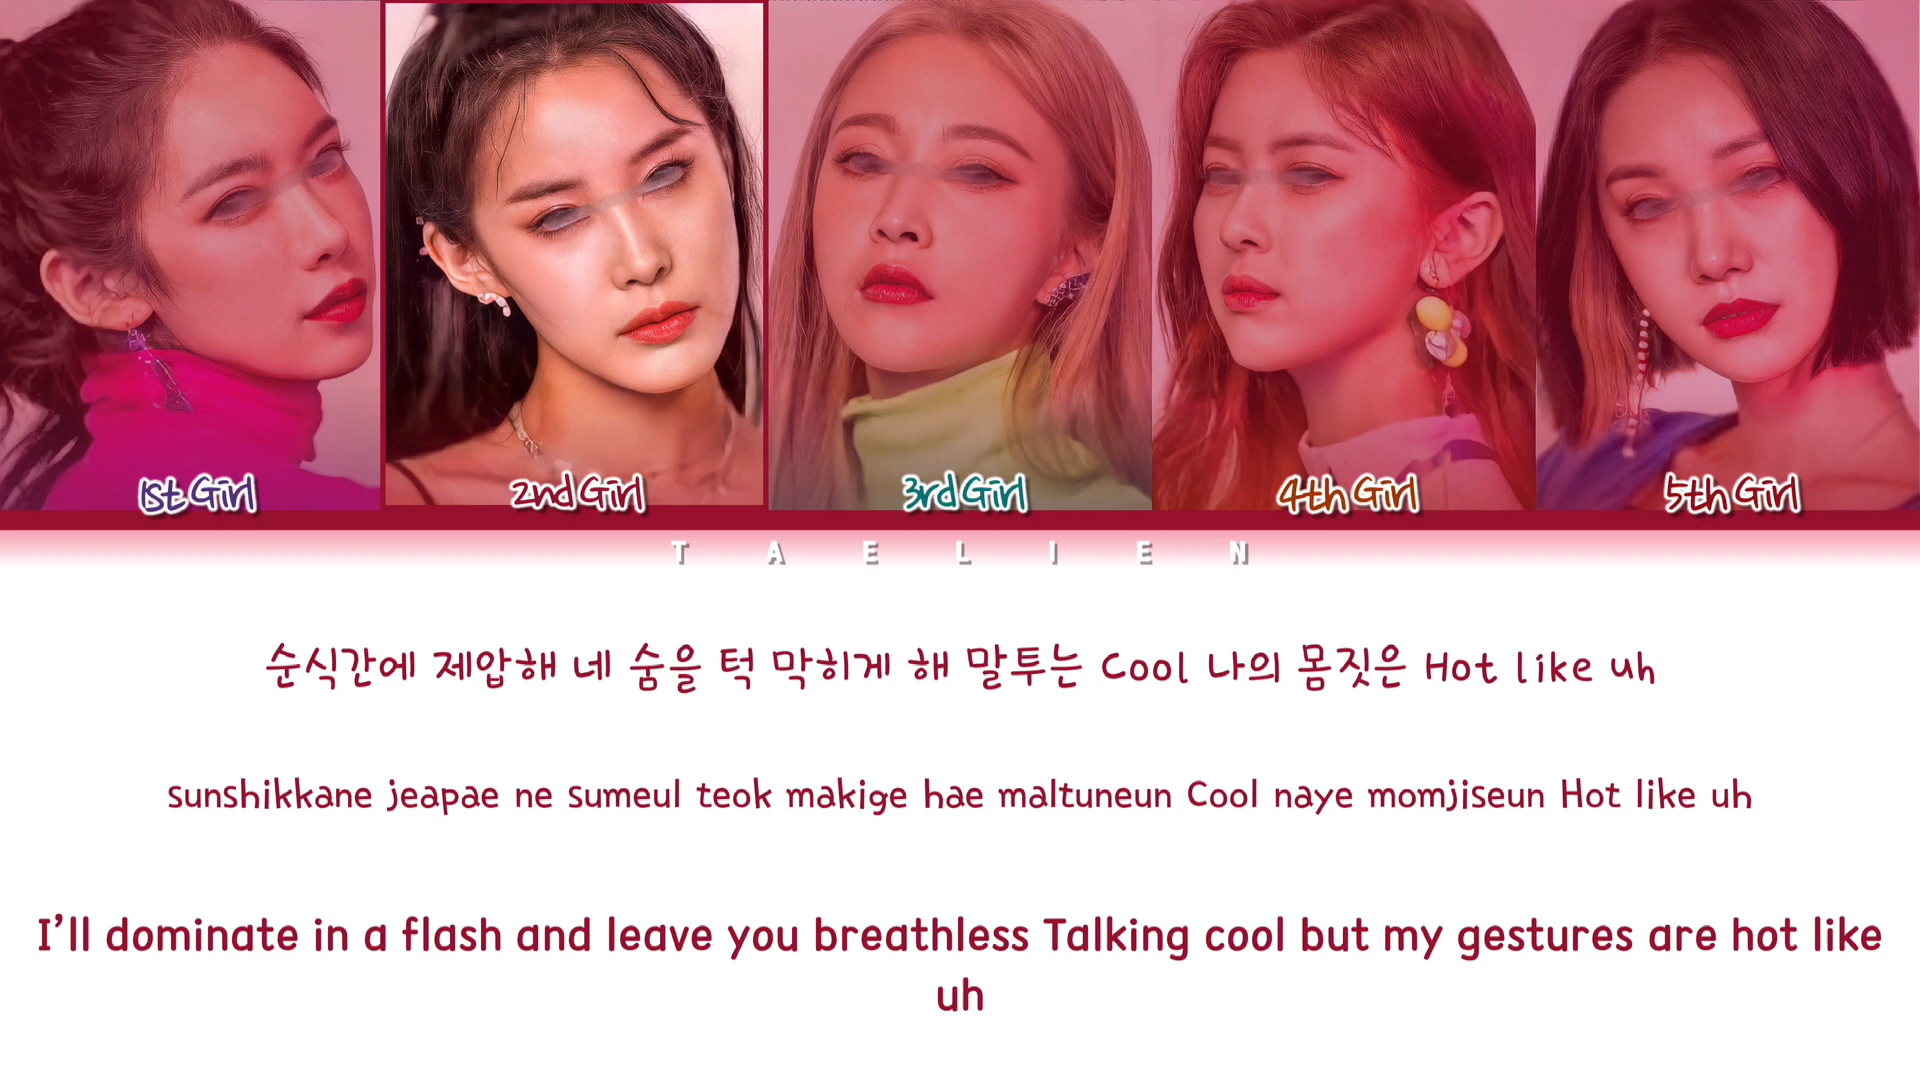 1st Girl
2nd Girl
3rd Girl
4th Girl
5th Girl
T A E L I E N
순식간에 제압해 네 숨을 턱 막히게 해 말투는 Cool 나의 몸짓은 Hot like uh
sunshikkane jeapae ne sumeul teok makige hae maltuneun Cool naye momjiseun Hot like uh
I'll dominate in a flash and leave you breathless Talking cool but my gestures are hot like
uh